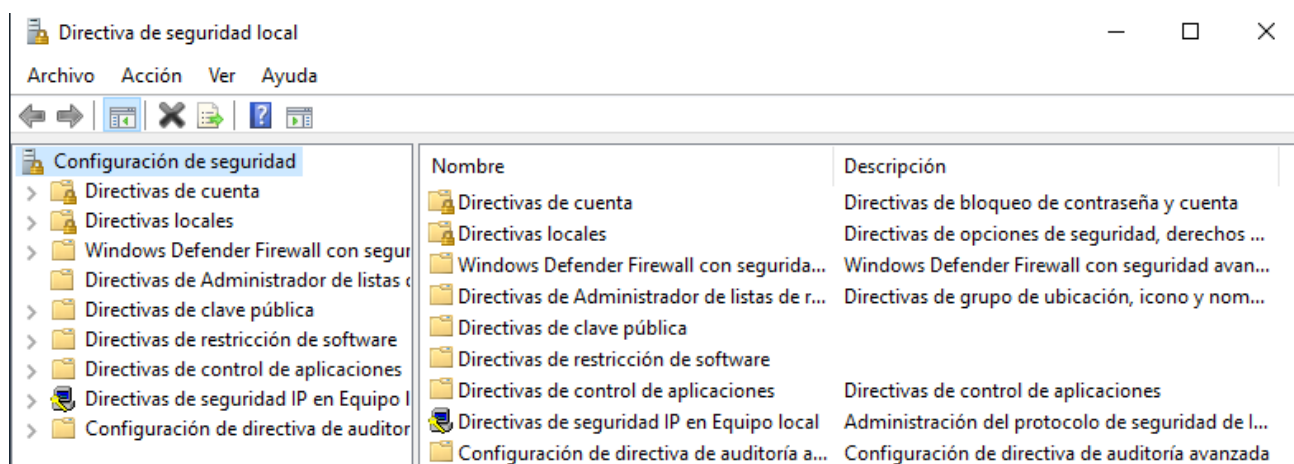 Directiva de seguridad local
Archivo Acción Ver Ayuda
Configuración de seguridad
Directivas de cuenta
Directivas locales
Windows Defender Firewall con segur
Directivas de Administrador de listas
Directivas de clave pública
Directivas de restricción de software
Directivas de control de aplicaciones
Directivas de seguridad IP en Equipo l
Configuración de directiva de auditor
Nombre Descripción
Directivas de cuenta Directivas de bloqueo de contraseña y cuenta
Directivas locales Directivas de opciones de seguridad, derechos ...
Windows Defender Firewall con segurida... Windows Defender Firewall con seguridad avan...
Directivas de Administrador de listas de r... Directivas de grupo de ubicación, icono y nom...
Directivas de clave pública
Directivas de restricción de software
Directivas de control de aplicaciones Directivas de control de aplicaciones
Directivas de seguridad IP en Equipo local Administración del protocolo de seguridad de l...
Configuración de directiva de auditoría a... Configuración de directiva de auditoría avanzada